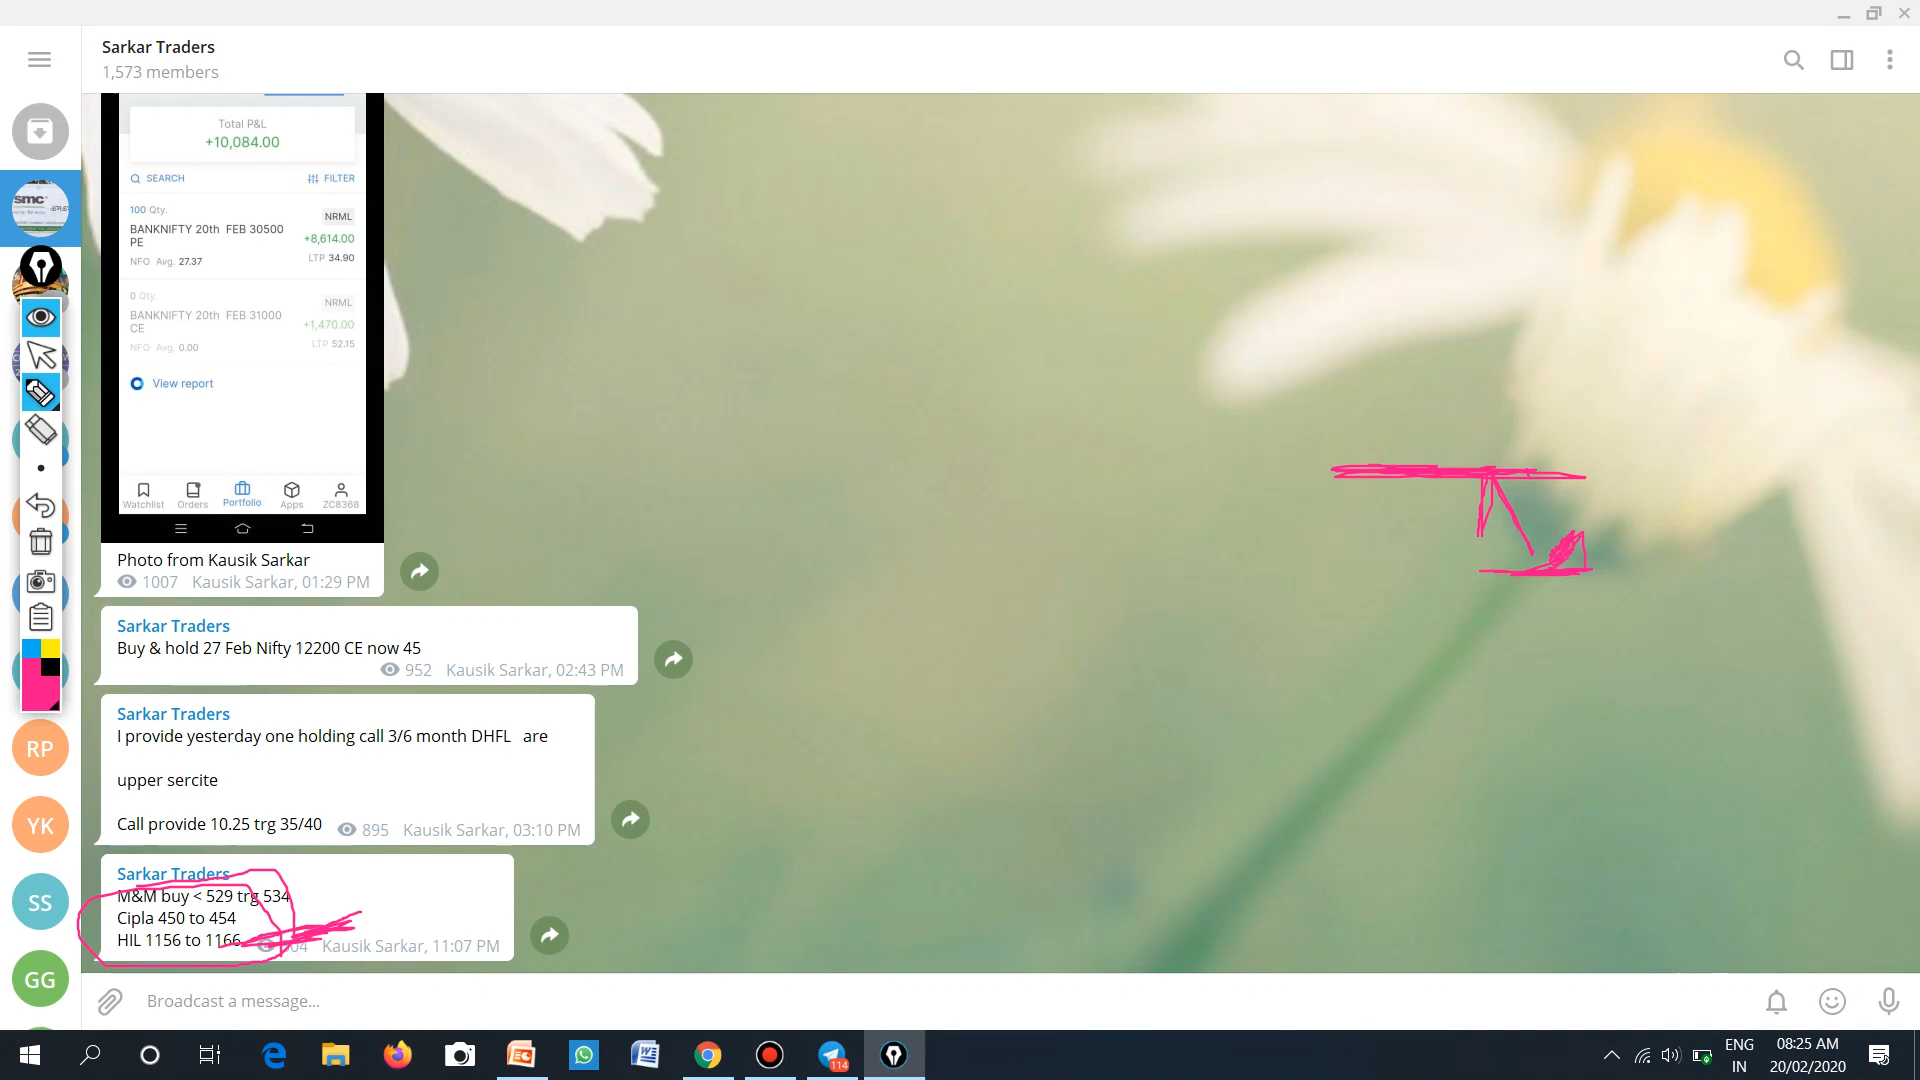 Sarkar Traders
1,573 members
Total P&L
+10,084.00
SEARCH
FILTER
100 Qty.
NRML
BANKNIFTY 20th FEB 30500
PE
+8,614.00
NFO Avg. 27.37
LTP 34.90
0 Qty.
NRML
BANKNIFTY 20th FEB 31000
CE
+1,470.00
NFO Avg. 0.00
LTP 52.15
View report
Watchlist Orders Portfolio Apps ZC8368
Photo from Kausik Sarkar
1007 Kausik Sarkar, 01:29 PM
Sarkar Traders
Buy & hold 27 Feb Nifty 12200 CE now 45
952 Kausik Sarkar, 02:43 PM
Sarkar Traders
I provide yesterday one holding call 3/6 month DHFL are
upper sercite
Call provide 10.25 trg 35/40
895 Kausik Sarkar, 03:10 PM
Sarkar Traders
M&M buy < 529 trg 534
Cipla 450 to 454
HIL 1156 to 1166
Kausik Sarkar, 11:07 PM
smc
RP
YK
SS
GG
Broadcast a message...
114
ENG
IN
08:25 AM
20/02/2020